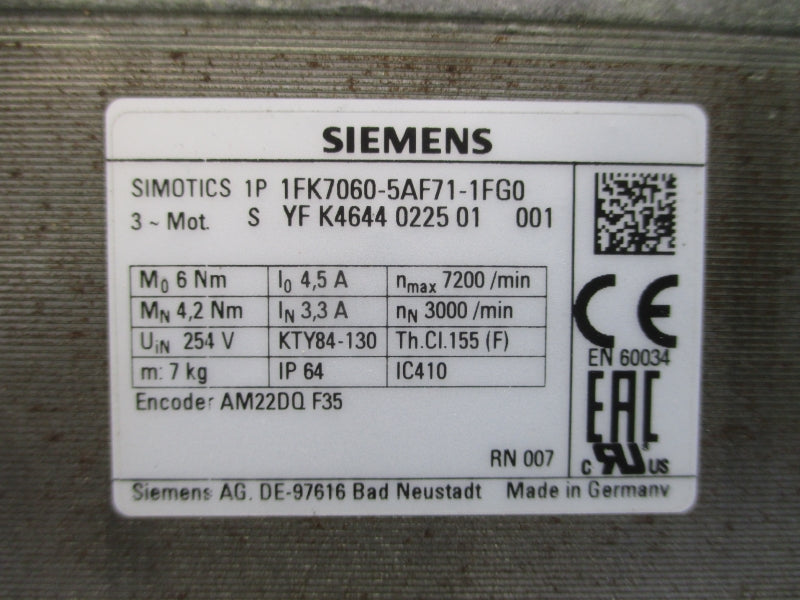 SIEMENS
SIMOTICS 1P 1FK7060-5AF71-1FG0
3 ~ Mot. S YF K4644 0225 01 001
M0 6 Nm I0 4,5 A nmax 7200 /min
MN 4,2 Nm IN 3,3 A nN 3000 /min
UiN 254 V KTY84-130 Th.Cl.155 (F)
m: 7 kg IP 64 IC410
Encoder AM22DQ F35
RN 007
CE
EN 60034
EAC
C RU US
Siemens AG. DE-97616 Bad Neustadt Made in Germany